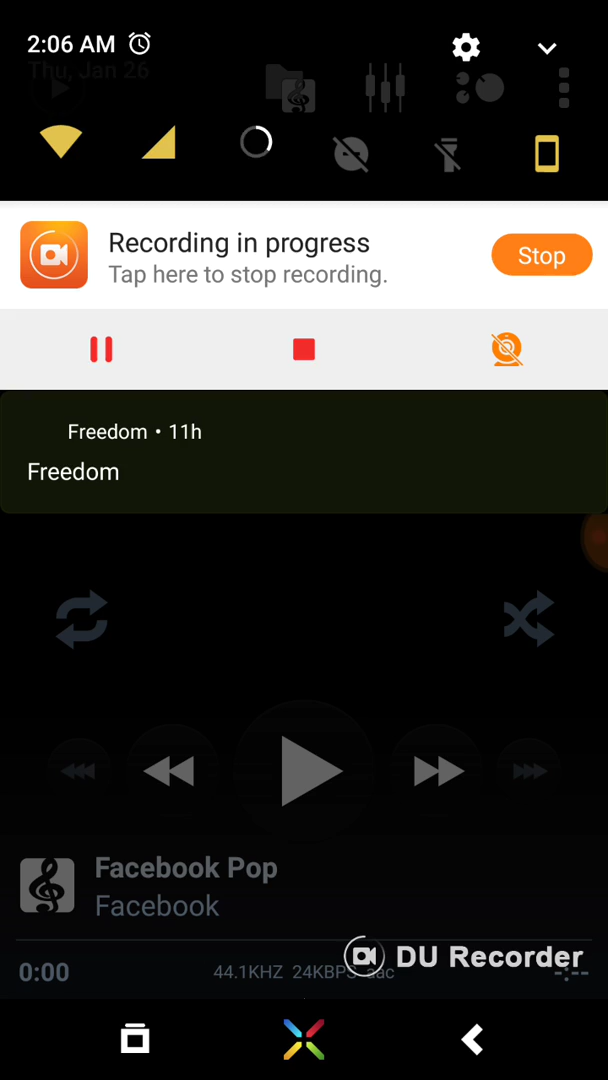 2:06 AM
Thu, Jan 26
Recording in progress
Tap here to stop recording.
Stop
Freedom • 11h
Freedom
Facebook Pop
Facebook
DU Recorder
0:00
44.1KHZ 24KBPS aac
-:--